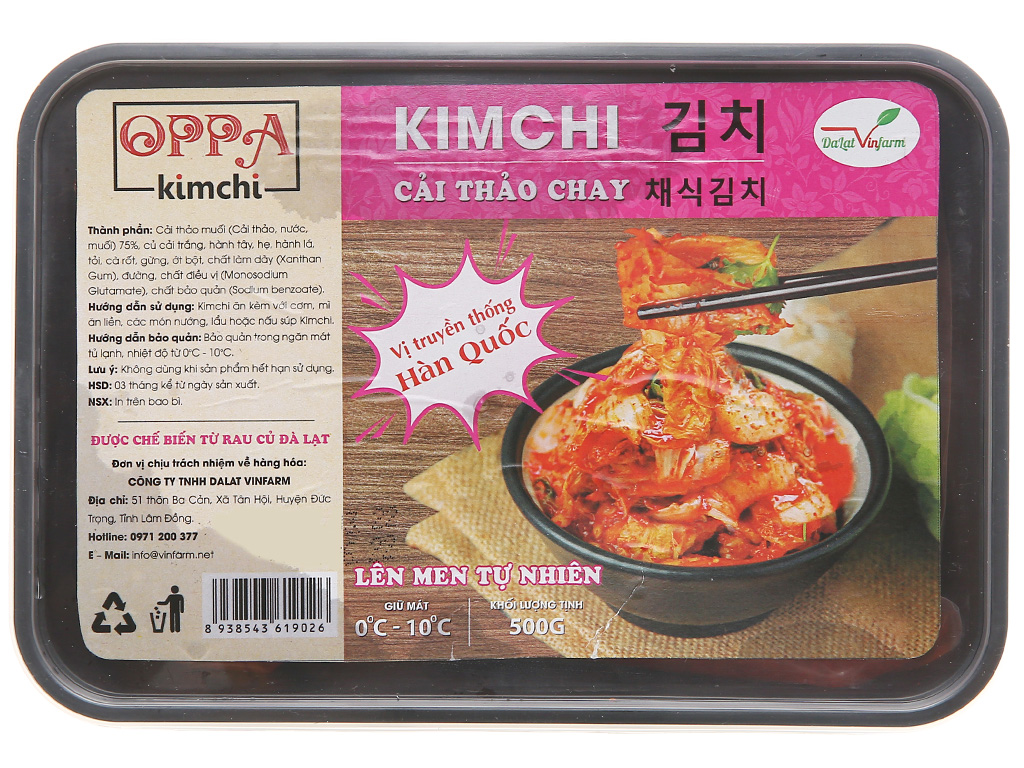 OPPA
kimchi
KIMCHI 김치
CẢI THẢO CHAY 채식김치
DaLat Vinfarm
Thành phần: Cải thảo muối (Cải thảo, nước,
muối) 75%, củ cải trắng, hành tây, hẹ, hành lá,
tỏi, cà rốt, gừng, ớt bột, chất làm dày (Xanthan
Gum), đường, chất điều vị (Monosodium
Glutamate), chất bảo quản (Sodium benzoate).
Hướng dẫn sử dụng: Kimchi ăn kèm với cơm, mì
ăn liền, các món nướng, lẩu hoặc nấu súp Kimchi.
Hướng dẫn bảo quản: Bảo quản trong ngăn mát
tủ lạnh, nhiệt độ từ 0°C - 10°C.
Lưu ý: Không dùng khi sản phẩm hết hạn sử dụng.
HSD: 03 tháng kể từ ngày sản xuất.
NSX: In trên bao bì.
ĐƯỢC CHẾ BIẾN TỪ RAU CỦ ĐÀ LẠT
Đơn vị chịu trách nhiệm về hàng hóa:
CÔNG TY TNHH DALAT VINFARM
Địa chỉ: 51 thôn Ba Cản, Xã Tân Hội, Huyện Đức
Trọng, Tỉnh Lâm Đồng.
Hotline: 0971 200 377
E - Mail: info@vinfarm.net
8 938543 619026
Vị truyền thống
Hàn Quốc
LÊN MEN TỰ NHIÊN
GIỮ MÁT
0°C - 10°C
KHỐI LƯỢNG TỊNH
500G